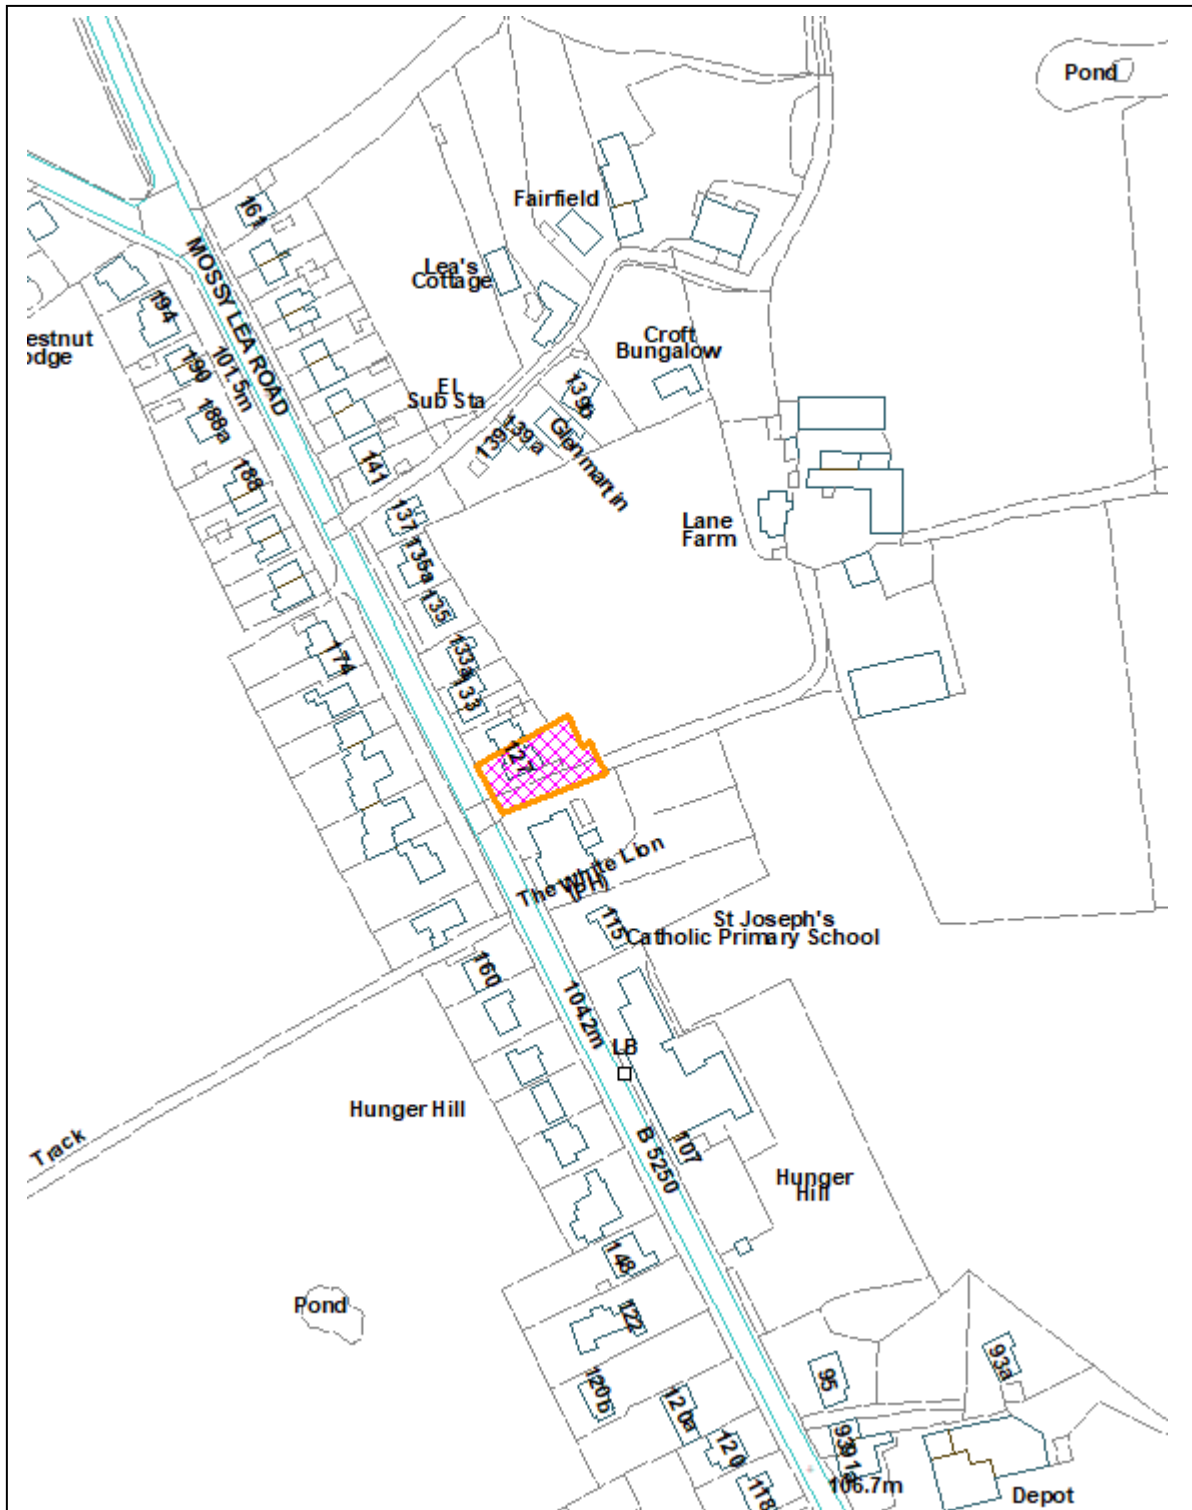 Pond
Fairfield
161
MOSSY LEA ROAD
Lea's
Cottage
194
estnut
odge
190
101.5m
Croft
Bungalow
El
Sub Sta
139b
188a
139
139a
Glenmartin
141
188
137
Lane
Farm
135a
135
133a
174
133
127
The White Lion
(PH)
115
St Joseph's
Catholic Primary School
160
104.2m
LB
Hunger Hill
Track
B 5250
107
Hunger
Hill
148
Pond
122
93a
95
120b
120a
120
93
91a
106.7m
118
Depot